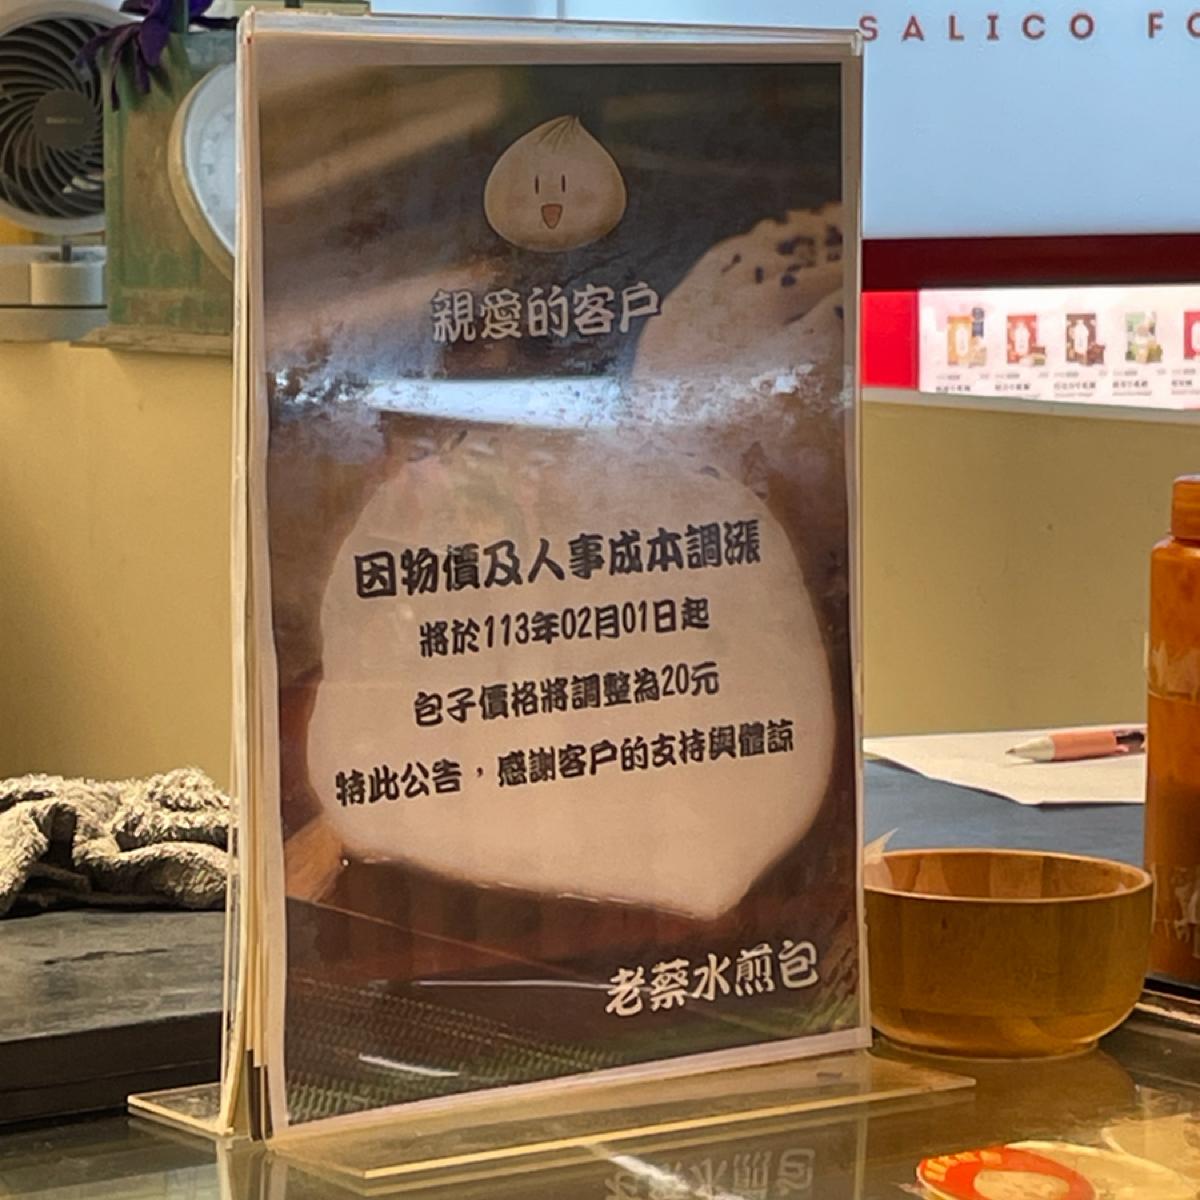 SALICO FO
親愛的客戶
因物價及人事成本調漲
將於113年02月01日起
包子價格將調整為20元
特此公告，感謝客戶的支持與體諒
老蔡水煎包